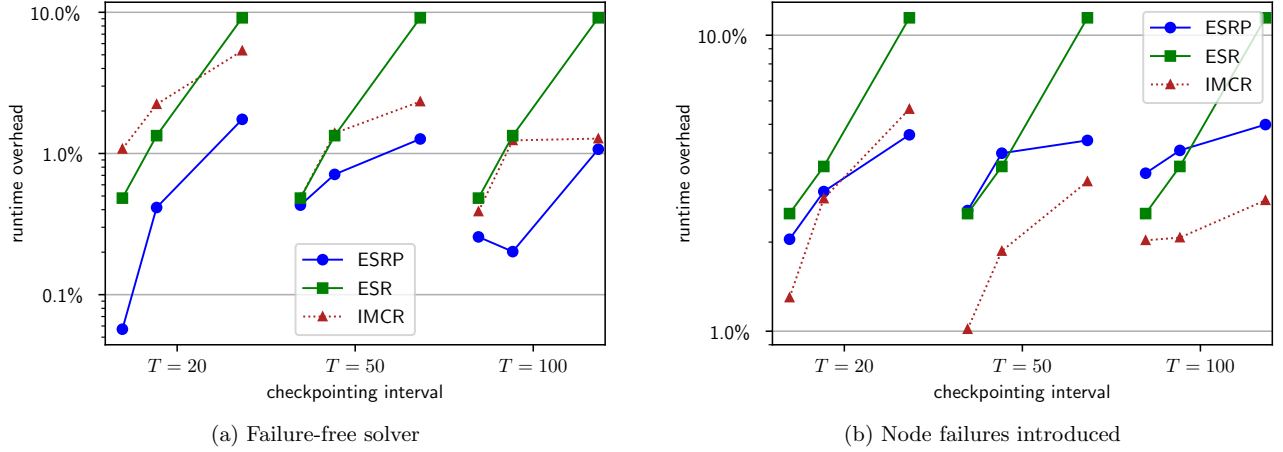 10.0%
1.0%
0.1%
runtime overhead
ESRP
ESR
IMCR
T = 20
T = 50
T = 100
checkpointing interval
(a) Failure-free solver
10.0%
1.0%
runtime overhead
ESRP
ESR
IMCR
T = 20
T = 50
T = 100
checkpointing interval
(b) Node failures introduced